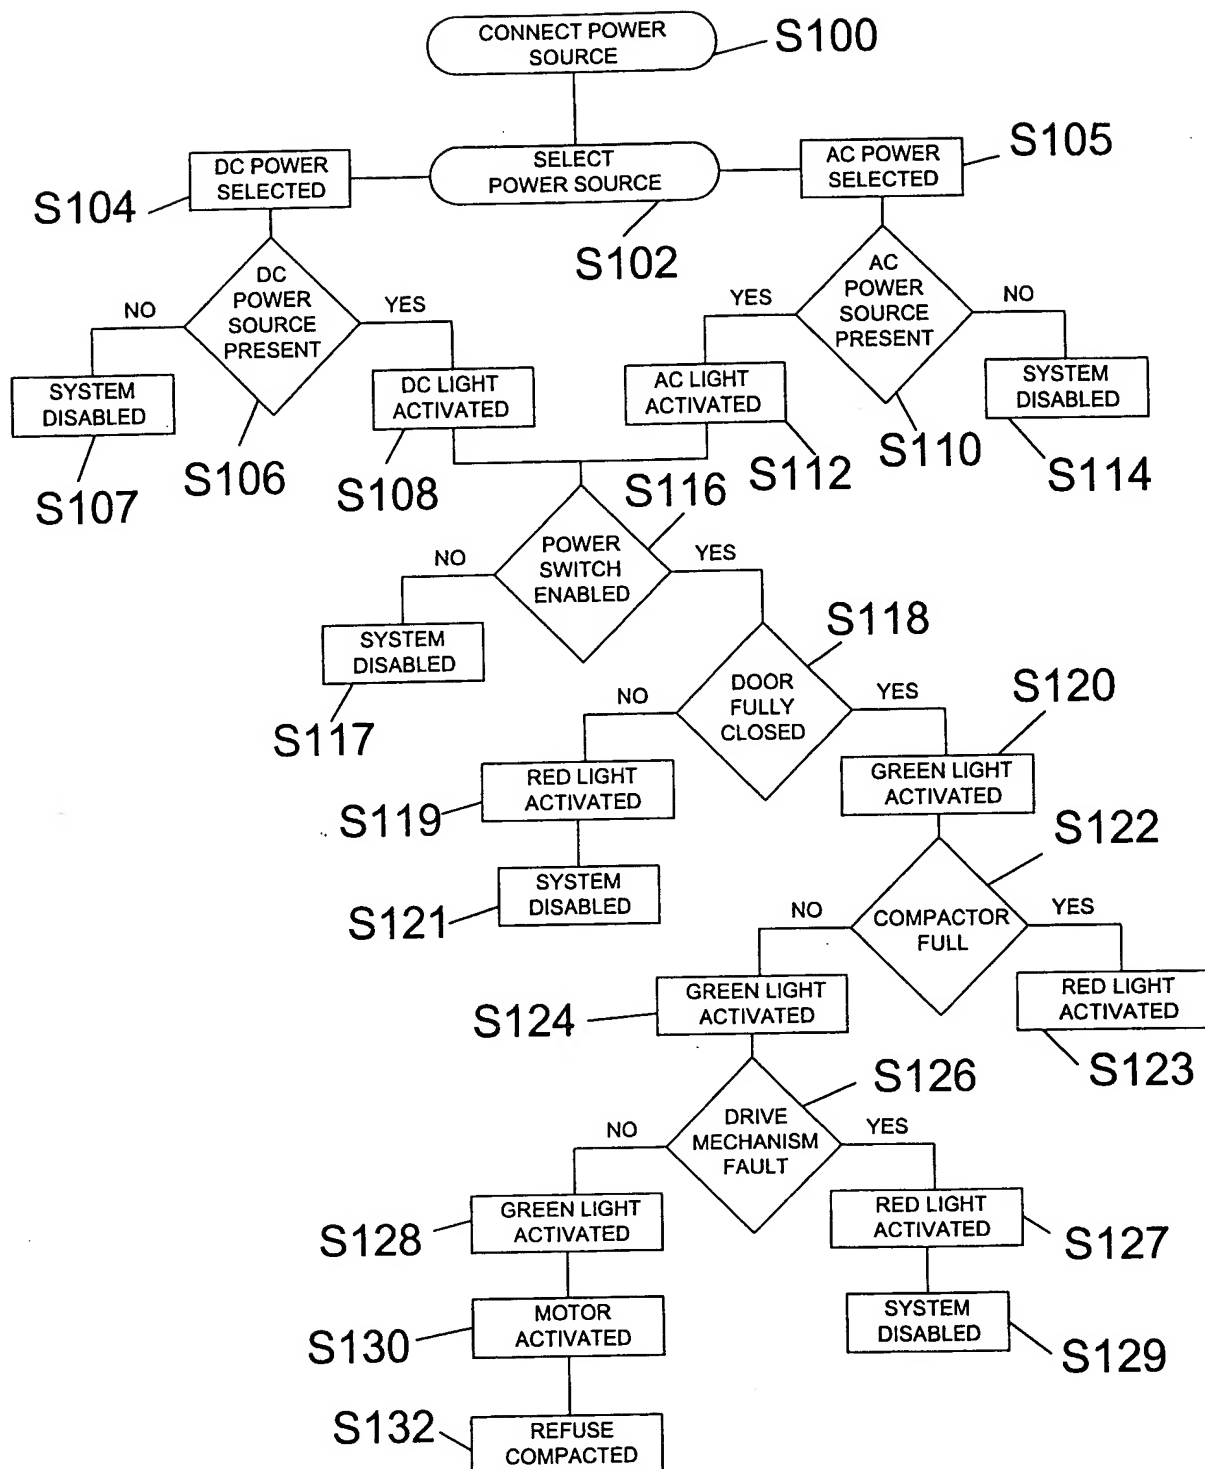 CONNECT POWER
SOURCE
S100
DC POWER
SELECTED
S104
SELECT
POWER SOURCE
S102
AC POWER
SELECTED
S105
DC
POWER
SOURCE
PRESENT
NO
YES
S106
AC
POWER
SOURCE
PRESENT
YES
NO
S110
SYSTEM
DISABLED
S107
DC LIGHT
ACTIVATED
S108
AC LIGHT
ACTIVATED
S112
SYSTEM
DISABLED
S114
S116
POWER
SWITCH
ENABLED
NO
YES
SYSTEM
DISABLED
S117
S118
DOOR
FULLY
CLOSED
NO
YES
S120
RED LIGHT
ACTIVATED
S119
GREEN LIGHT
ACTIVATED
SYSTEM
DISABLED
S121
S122
COMPACTOR
FULL
NO
YES
GREEN LIGHT
ACTIVATED
S124
RED LIGHT
ACTIVATED
S123
S126
DRIVE
MECHANISM
FAULT
NO
YES
GREEN LIGHT
ACTIVATED
S128
RED LIGHT
ACTIVATED
S127
MOTOR
ACTIVATED
S130
SYSTEM
DISABLED
S129
REFUSE
COMPACTED
S132